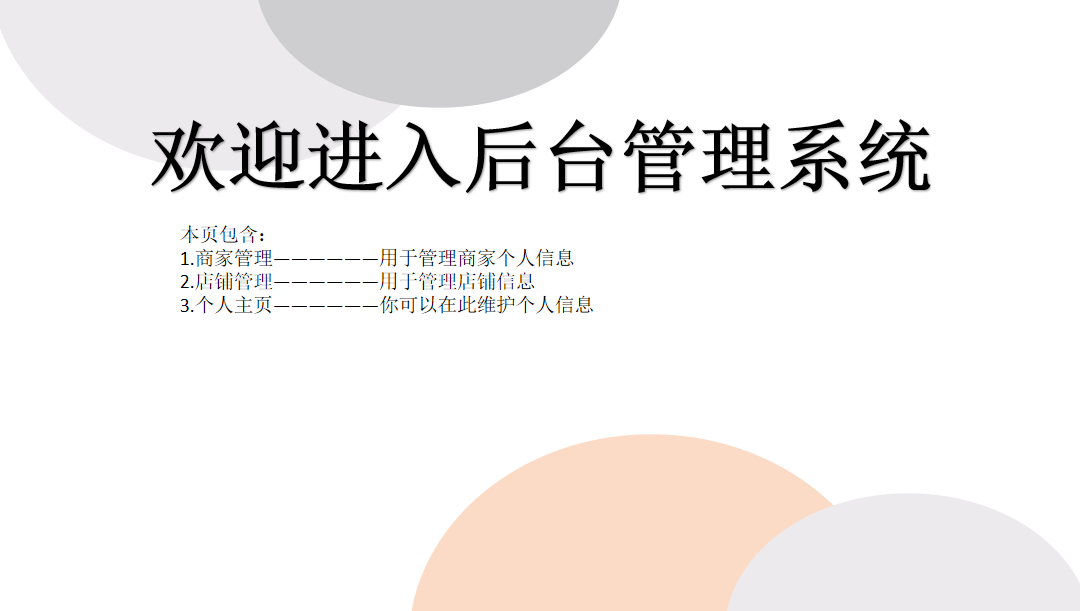 欢迎进入后台管理系统
本页包含：
1.商家管理——————用于管理商家个人信息
2.店铺管理——————用于管理店铺信息
3.个人主页——————你可以在此维护个人信息